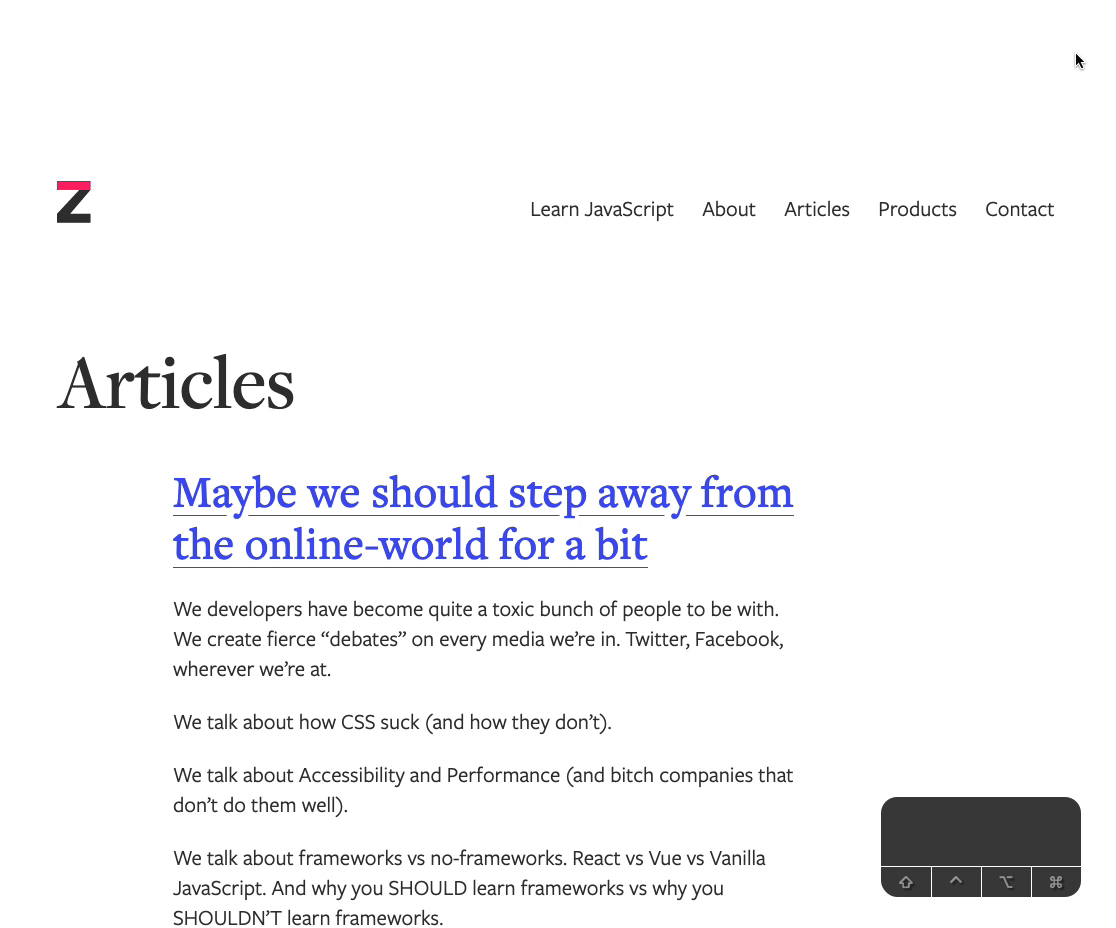 Z
Learn JavaScript About Articles Products Contact
Articles
Maybe we should step away from
the online-world for a bit
We developers have become quite a toxic bunch of people to be with.
We create fierce “debates” on every media we’re in. Twitter, Facebook,
wherever we’re at.
We talk about how CSS suck (and how they don’t).
We talk about Accessibility and Performance (and bitch companies that
don’t do them well).
We talk about frameworks vs no-frameworks. React vs Vue vs Vanilla
JavaScript. And why you SHOULD learn frameworks vs why you
SHOULDN’T learn frameworks.